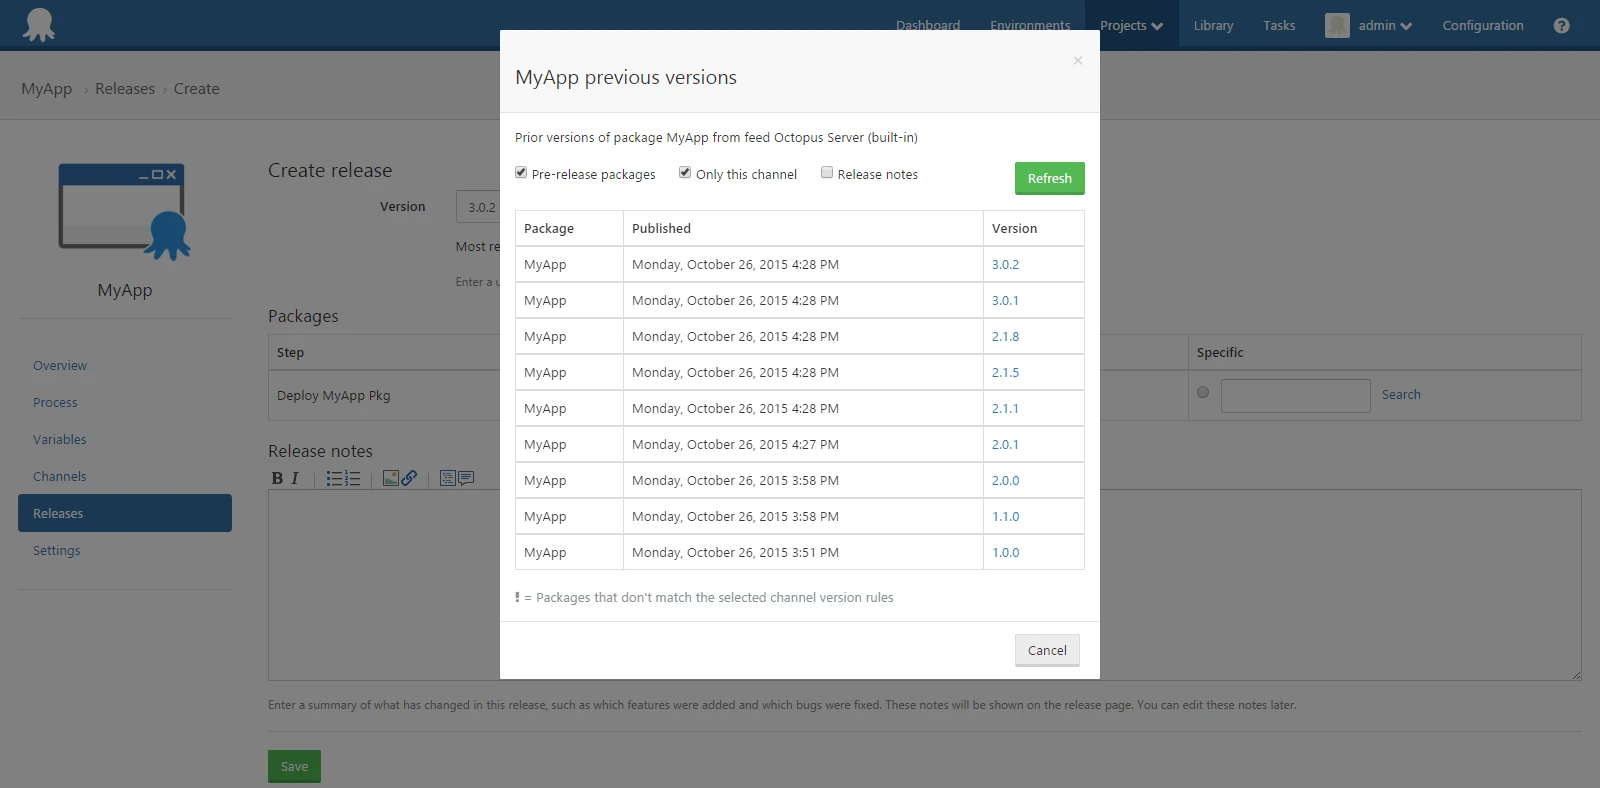 Dashboard Environments Projects Library Tasks admin Configuration ?
MyApp › Releases › Create
MyApp
Overview
Process
Variables
Channels
Releases
Settings
Create release
Version 3.0.2
Most re
Enter a u
Packages
Step Specific
Deploy MyApp Pkg Search
Release notes
B I
Enter a summary of what has changed in this release, such as which features were added and which bugs were fixed. These notes will be shown on the release page. You can edit these notes later.
Save
MyApp previous versions ×
Prior versions of package MyApp from feed Octopus Server (built-in)
Pre-release packages Only this channel Release notes Refresh
Package Published Version
MyApp Monday, October 26, 2015 4:28 PM 3.0.2
MyApp Monday, October 26, 2015 4:28 PM 3.0.1
MyApp Monday, October 26, 2015 4:28 PM 2.1.8
MyApp Monday, October 26, 2015 4:28 PM 2.1.5
MyApp Monday, October 26, 2015 4:28 PM 2.1.1
MyApp Monday, October 26, 2015 4:27 PM 2.0.1
MyApp Monday, October 26, 2015 3:58 PM 2.0.0
MyApp Monday, October 26, 2015 3:58 PM 1.1.0
MyApp Monday, October 26, 2015 3:51 PM 1.0.0
! = Packages that don't match the selected channel version rules
Cancel